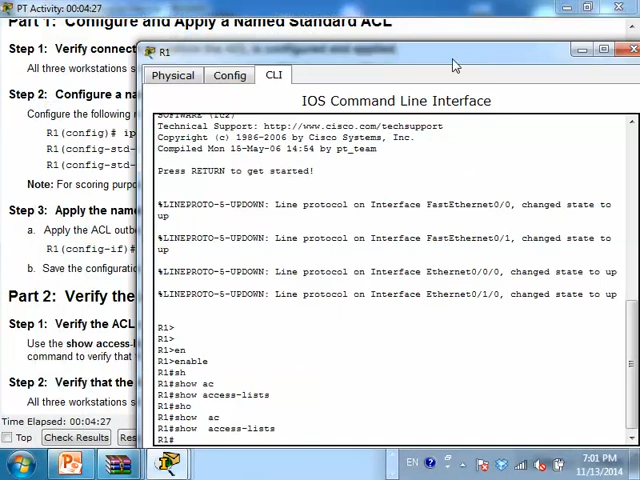 PT Activity: 00:04:27
Part 1: Configure and Apply a Named Standard ACL
Step 1: Verify connect
All three workstations s
Step 2: Configure a na
Configure the following n
R1(config)# ip
R1(config-std-
R1(config-std-
Note: For scoring purpo
Step 3: Apply the name
a. Apply the ACL outbo
R1(config-if)#
b. Save the configuratio
Part 2: Verify the
Step 1: Verify the ACL
Use the show access-l
command to verify that t
Step 2: Verify that the
All three workstations s
Time Elapsed: 00:04:27
Top
Check Results
Res
R1
Physical
Config
CLI
IOS Command Line Interface
Technical Support: http://www.cisco.com/techsupport
Copyright (c) 1986-2006 by Cisco Systems, Inc.
Compiled Mon 15-May-06 14:54 by pt_team
Press RETURN to get started!
%LINEPROTO-5-UPDOWN: Line protocol on Interface FastEthernet0/0, changed state to
up
%LINEPROTO-5-UPDOWN: Line protocol on Interface FastEthernet0/1, changed state to
up
%LINEPROTO-5-UPDOWN: Line protocol on Interface Ethernet0/0/0, changed state to up
%LINEPROTO-5-UPDOWN: Line protocol on Interface Ethernet0/1/0, changed state to up
R1>
R1>
R1>en
R1>enable
R1#sh
R1#show ac
R1#show access-lists
R1#sho
R1#show  ac
R1#show  access-lists
R1#
EN
7:01 PM
11/13/2014